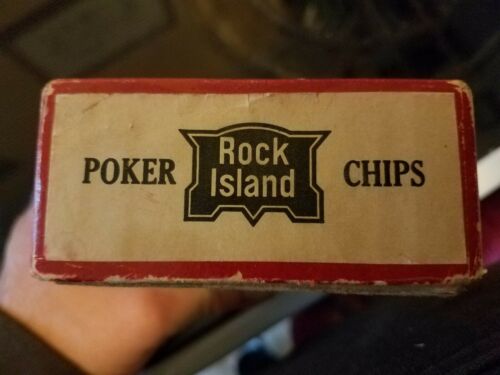 POKER Rock Island CHIPS